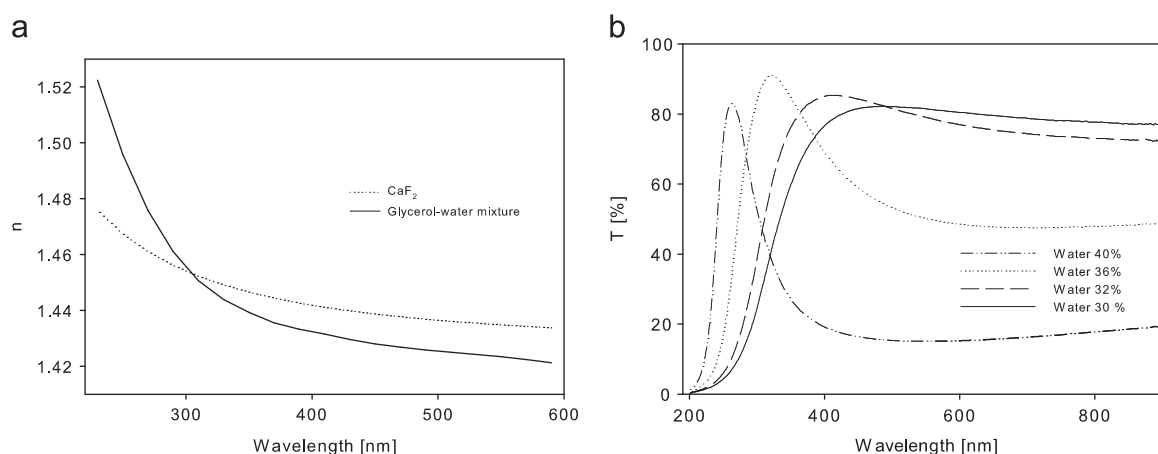 a
1.52
1.50
1.48
1.46
1.44
1.42
n
300
400
500
600
Wavelength [nm]
CaF₂
Glycerol-water mixture
b
100
80
60
40
20
0
T [%]
200
400
600
800
Wavelength [nm]
Water 40%
Water 36%
Water 32%
Water 30 %